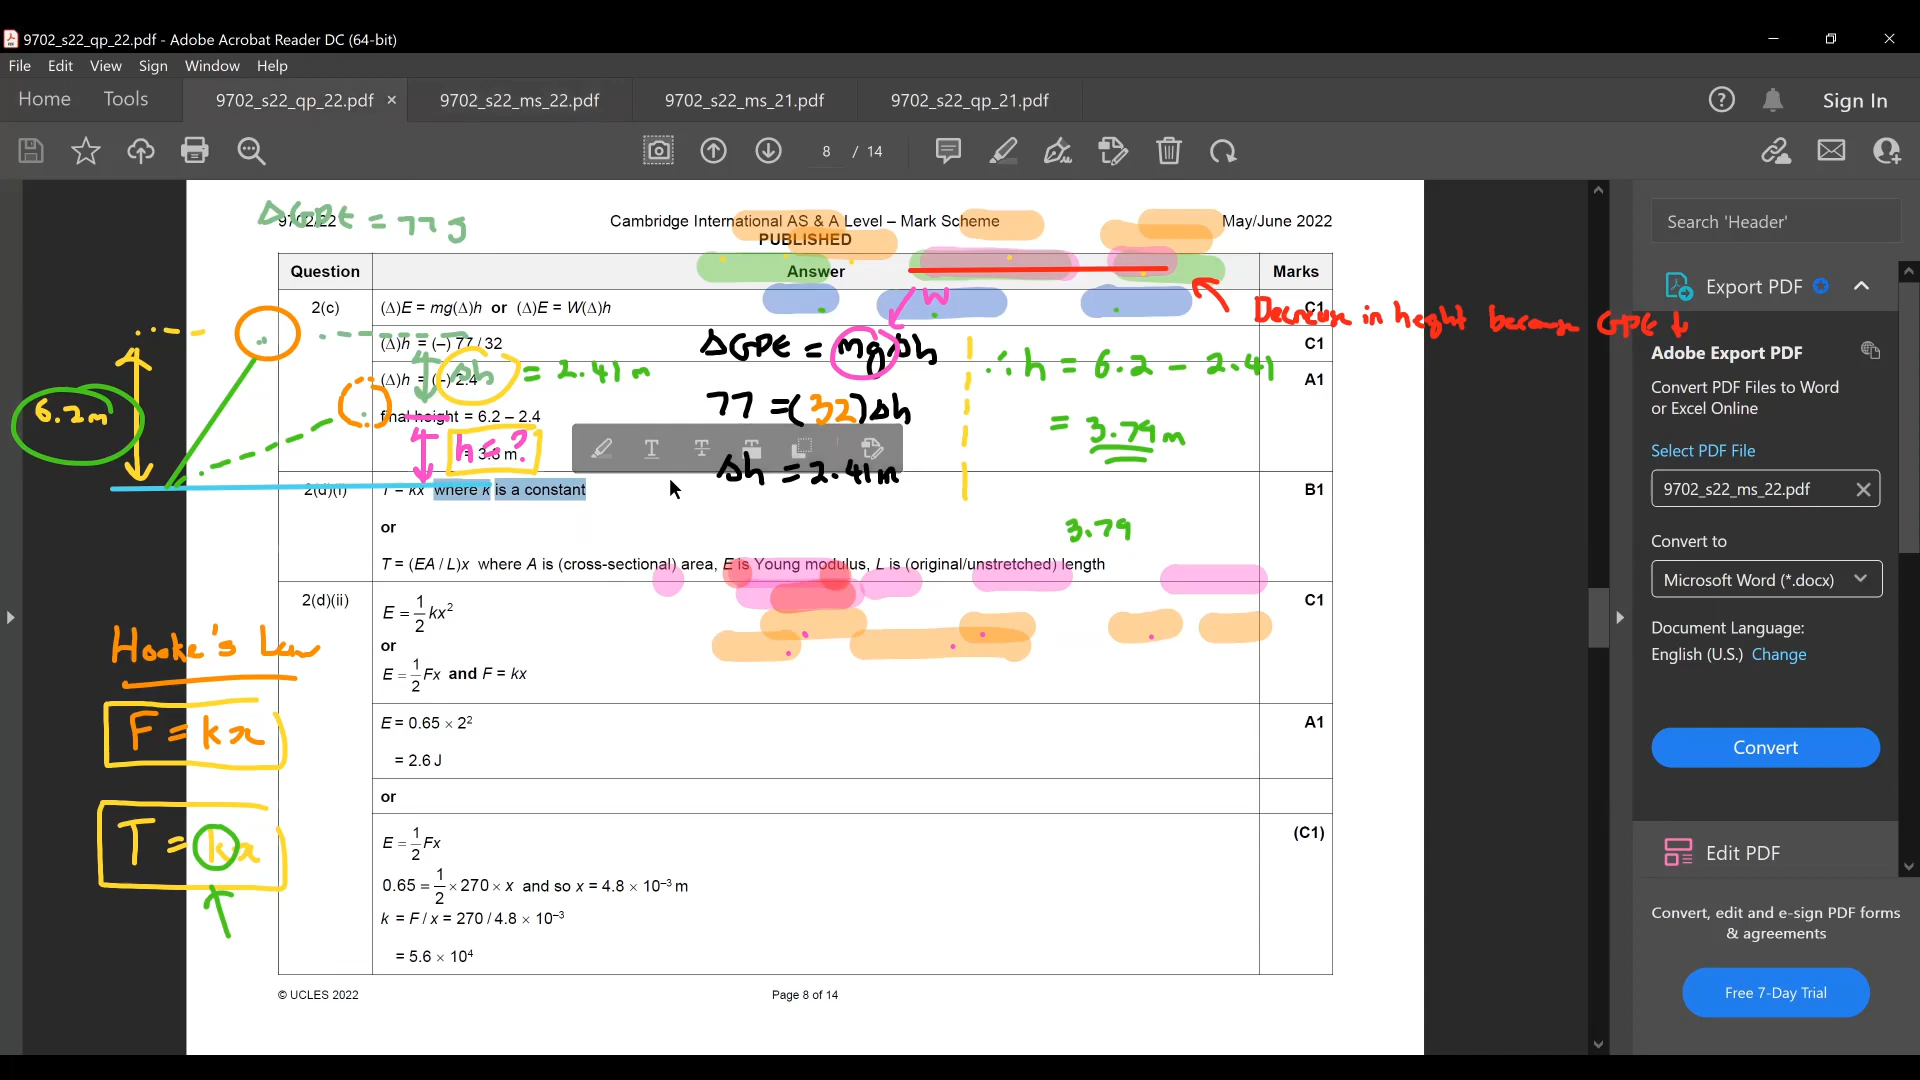 9702_s22_qp_22.pdf - Adobe Acrobat Reader DC (64-bit)
File Edit View Sign Window Help
Home Tools 9702_s22_qp_22.pdf × 9702_s22_ms_22.pdf 9702_s22_ms_21.pdf 9702_s22_qp_21.pdf Sign In
8 / 14
ΔGPE = 77 J
9702/22 Cambridge International AS & A Level – Mark Scheme May/June 2022
PUBLISHED
Question Answer Marks
2(c) (Δ)E = mg(Δ)h or (Δ)E = W(Δ)h C1
W
Decrease in height because GPE ↓
(Δ)h = (–) 77 / 32 C1
ΔGPE = mgΔh
∴ h = 6.2 - 2.41
(Δ)h = (–) 2.4 A1
Δh = 2.41 m
6.2m
77 = (32)Δh
final height = 6.2 – 2.4
= 3.79 m
h = ?
= 3.8 m
Δh = 2.41 m
2(d)(i) T = kx where k is a constant B1
or
3.79
T = (EA / L)x where A is (cross-sectional) area, E is Young modulus, L is (original/unstretched) length
2(d)(ii) E = 1/2 kx² C1
or
E = 1/2 Fx and F = kx
Hooke's Law
F = kx
E = 0.65 × 2² A1
= 2.6 J
or
T = kx
E = 1/2 Fx (C1)
0.65 = 1/2 × 270 × x and so x = 4.8 × 10⁻³ m
k = F / x = 270 / 4.8 × 10⁻³
= 5.6 × 10⁴
© UCLES 2022 Page 8 of 14
Search 'Header'
Export PDF
Adobe Export PDF
Convert PDF Files to Word
or Excel Online
Select PDF File
9702_s22_ms_22.pdf
Convert to
Microsoft Word (*.docx)
Document Language:
English (U.S.) Change
Convert
Edit PDF
Convert, edit and e-sign PDF forms
& agreements
Free 7-Day Trial